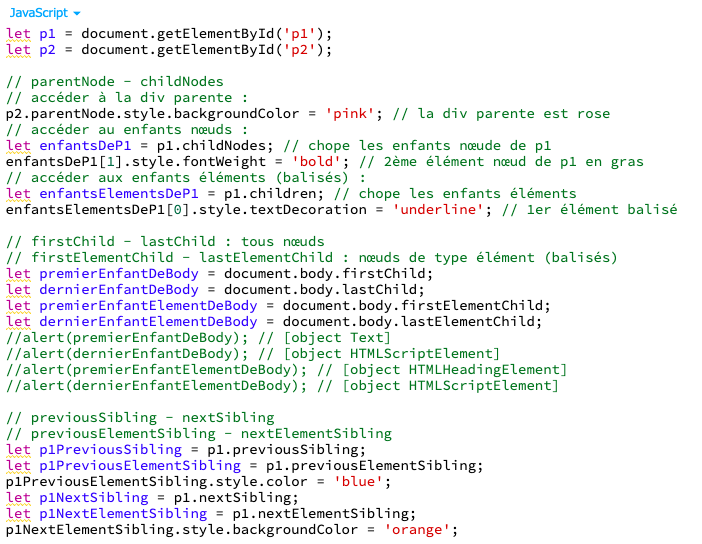 JavaScript
let p1 = document.getElementById('p1');
let p2 = document.getElementById('p2');
// parentNode - childNodes
// accéder à la div parente :
p2.parentNode.style.backgroundColor = 'pink'; // la div parente est rose
// accéder au enfants nœuds :
let enfantsDeP1 = p1.childNodes; // chope les enfants nœude de p1
enfantsDeP1[1].style.fontWeight = 'bold'; // 2ème élément nœud de p1 en gras
// accéder aux enfants éléments (balisés) :
let enfantsElementsDeP1 = p1.children; // chope les enfants éléments
enfantsElementsDeP1[0].style.textDecoration = 'underline'; // 1er élément balisé
// firstChild - lastChild : tous nœuds
// firstElementChild - lastElementChild : nœuds de type élément (balisés)
let premierEnfantDeBody = document.body.firstChild;
let dernierEnfantDeBody = document.body.lastChild;
let premierEnfantElementDeBody = document.body.firstElementChild;
let dernierEnfantElementDeBody = document.body.lastElementChild;
//alert(premierEnfantDeBody); // [object Text]
//alert(dernierEnfantDeBody); // [object HTMLScriptElement]
//alert(premierEnfantElementDeBody); // [object HTMLHeadingElement]
//alert(dernierEnfantElementDeBody); // [object HTMLScriptElement]
// previousSibling - nextSibling
// previousElementSibling - nextElementSibling
let p1PreviousSibling = p1.previousSibling;
let p1PreviousElementSibling = p1.previousElementSibling;
p1PreviousElementSibling.style.color = 'blue';
let p1NextSibling = p1.nextSibling;
let p1NextElementSibling = p1.nextElementSibling;
p1NextElementSibling.style.backgroundColor = 'orange';